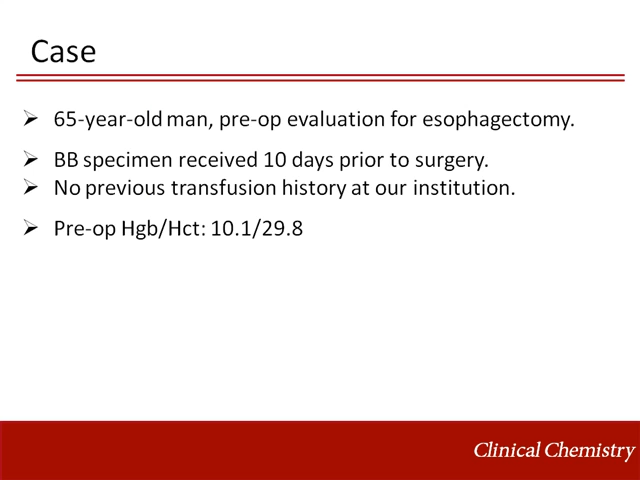 Case
➢ 65-year-old man, pre-op evaluation for esophagectomy.
➢ BB specimen received 10 days prior to surgery.
➢ No previous transfusion history at our institution.
➢ Pre-op Hgb/Hct: 10.1/29.8
Clinical Chemistry